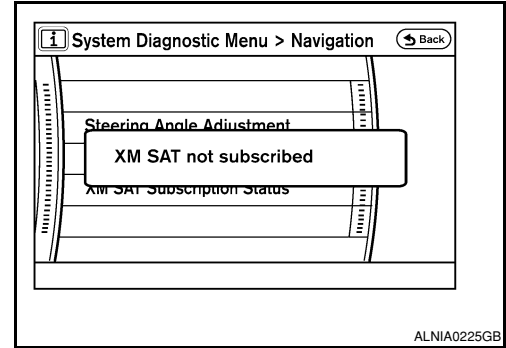 i System Diagnostic Menu > Navigation
Back
Steering Angle Adjustment
XM SAT not subscribed
XM SAT Subscription Status
ALNIA0225GB